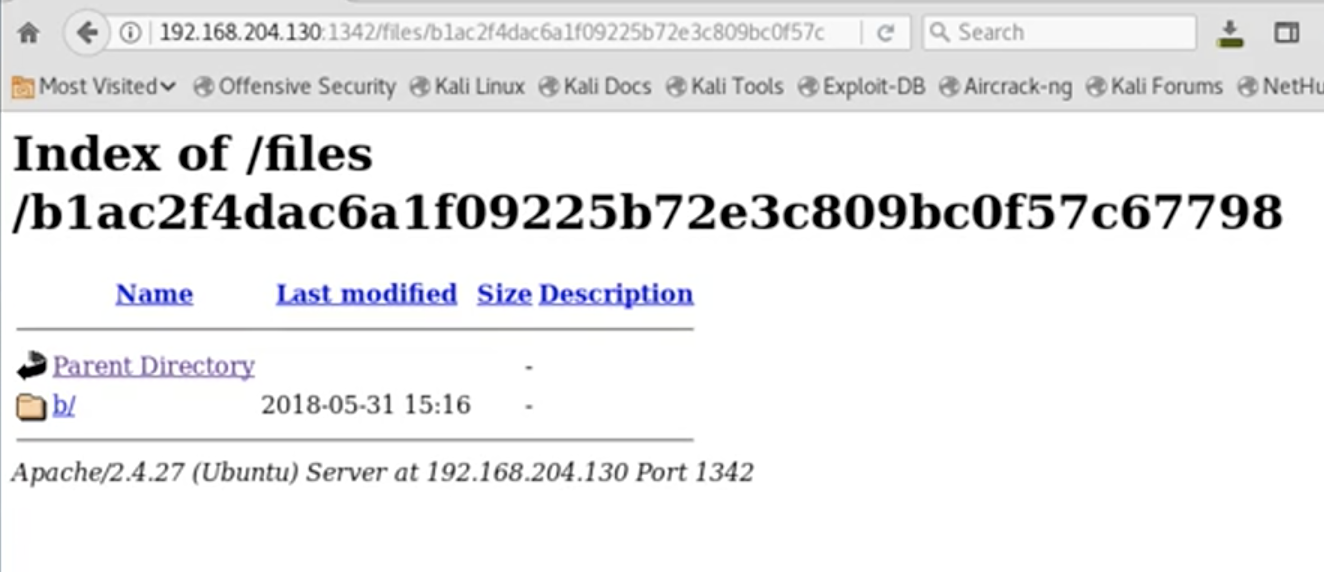 192.168.204.130:1342/files/b1ac2f4dac6a1f09225b72e3c809bc0f57c Search
Most Visited Offensive Security Kali Linux Kali Docs Kali Tools Exploit-DB Aircrack-ng Kali Forums NetHu
Index of /files
/b1ac2f4dac6a1f09225b72e3c809bc0f57c67798
Name Last modified Size Description
Parent Directory -
b/ 2018-05-31 15:16 -
Apache/2.4.27 (Ubuntu) Server at 192.168.204.130 Port 1342